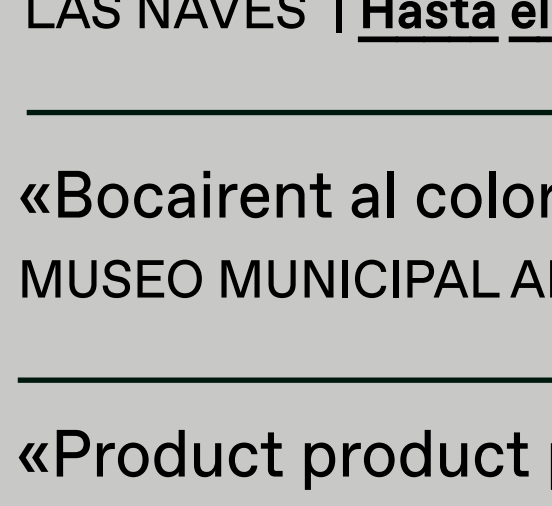 LAS NAVES | Hasta el
«Bocairent al color
MUSEO MUNICIPAL
«Product product